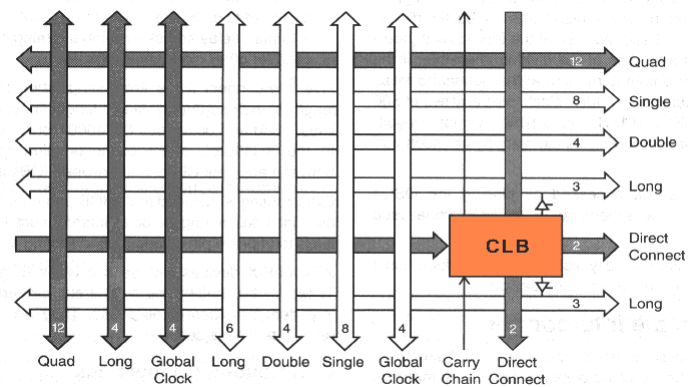 12
Quad
8
Single
4
Double
3
Long
CLB
2
Direct
Connect
3
Long
12
4
4
6
4
8
4
2
Quad
Long
Global
Clock
Long
Double
Single
Global
Clock
Carry
Chain
Direct
Connect